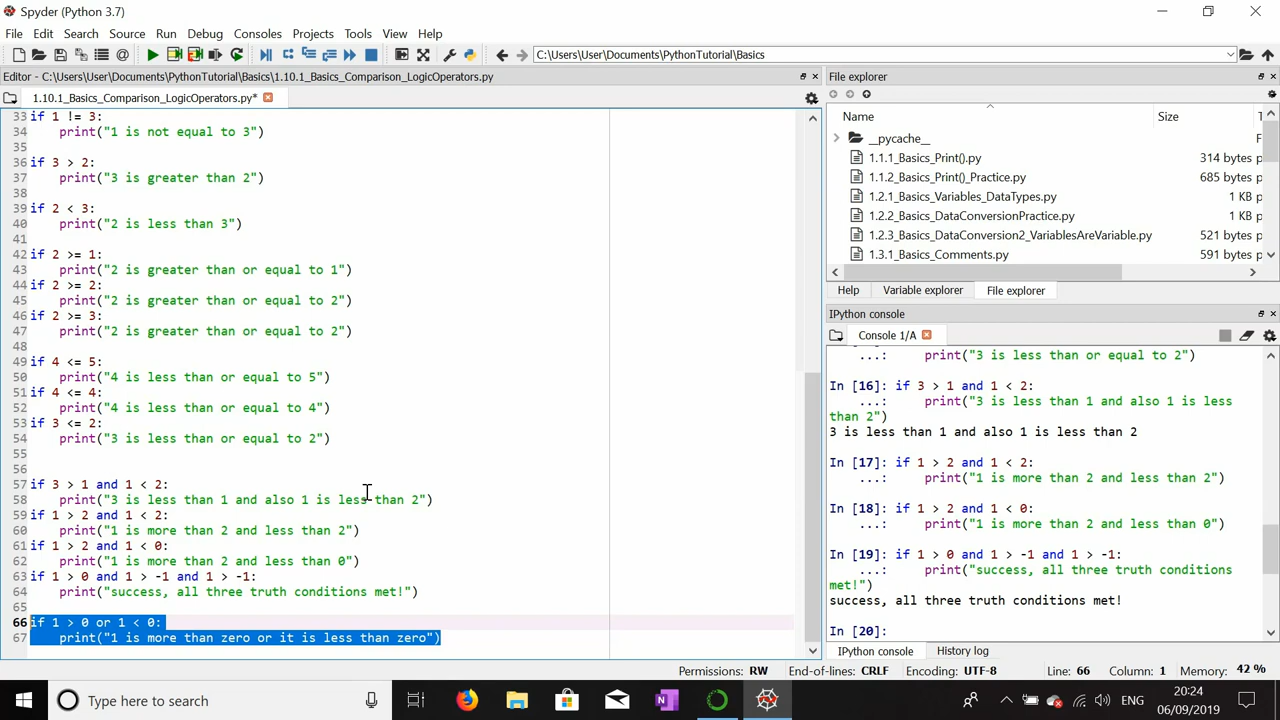 Spyder (Python 3.7)
File Edit Search Source Run Debug Consoles Projects Tools View Help
C:\Users\User\Documents\PythonTutorial\Basics
Editor - C:\Users\User\Documents\PythonTutorial\Basics\1.10.1_Basics_Comparison_LogicOperators.py
1.10.1_Basics_Comparison_LogicOperators.py*
33 if 1 != 3:
34     print("1 is not equal to 3")
35
36 if 3 > 2:
37     print("3 is greater than 2")
38
39 if 2 < 3:
40     print("2 is less than 3")
41
42 if 2 >= 1:
43     print("2 is greater than or equal to 1")
44 if 2 >= 2:
45     print("2 is greater than or equal to 2")
46 if 2 >= 3:
47     print("2 is greater than or equal to 2")
48
49 if 4 <= 5:
50     print("4 is less than or equal to 5")
51 if 4 <= 4:
52     print("4 is less than or equal to 4")
53 if 3 <= 2:
54     print("3 is less than or equal to 2")
55
56
57 if 3 > 1 and 1 < 2:
58     print("3 is less than 1 and also 1 is less than 2")
59 if 1 > 2 and 1 < 2:
60     print("1 is more than 2 and less than 2")
61 if 1 > 2 and 1 < 0:
62     print("1 is more than 2 and less than 0")
63 if 1 > 0 and 1 > -1 and 1 > -1:
64     print("success, all three truth conditions met!")
65
66 if 1 > 0 or 1 < 0:
67     print("1 is more than zero or it is less than zero")
File explorer
Name Size
__pycache__
1.1.1_Basics_Print().py 314 bytes p
1.1.2_Basics_Print()_Practice.py 685 bytes p
1.2.1_Basics_Variables_DataTypes.py 1 KB p
1.2.2_Basics_DataConversionPractice.py 1 KB p
1.2.3_Basics_DataConversion2_VariablesAreVariable.py 521 bytes p
1.3.1_Basics_Comments.py 591 bytes p
Help Variable explorer File explorer
IPython console
Console 1/A
...:     print("3 is less than or equal to 2")
In [16]: if 3 > 1 and 1 < 2:
...:     print("3 is less than 1 and also 1 is less
than 2")
3 is less than 1 and also 1 is less than 2
In [17]: if 1 > 2 and 1 < 2:
...:     print("1 is more than 2 and less than 2")
In [18]: if 1 > 2 and 1 < 0:
...:     print("1 is more than 2 and less than 0")
In [19]: if 1 > 0 and 1 > -1 and 1 > -1:
...:     print("success, all three truth conditions
met!")
success, all three truth conditions met!
In [20]:
IPython console History log
Permissions: RW End-of-lines: CRLF Encoding: UTF-8 Line: 66 Column: 1 Memory: 42 %
Type here to search
ENG
20:24
06/09/2019